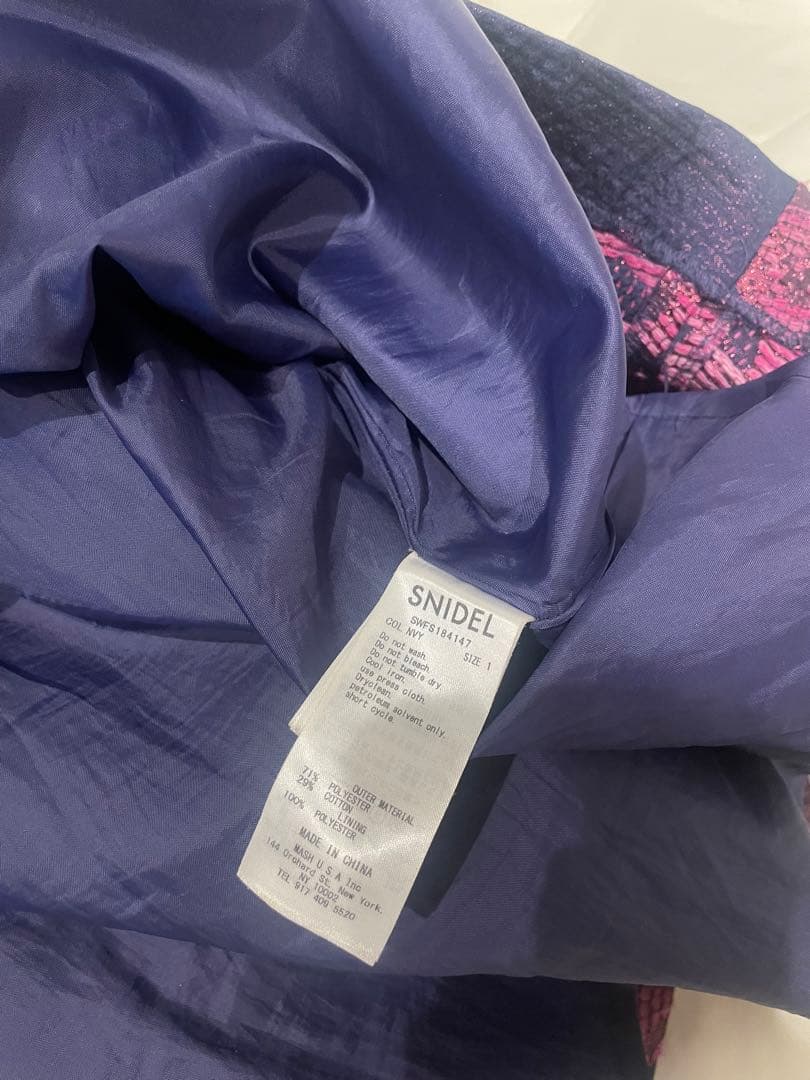 SNIDEL
SWFS184147
COL NVY SIZE 1
Do not wash.
Do not bleach.
Do not tumble dry.
Cool iron.
use press cloth.
Dryclean.
petroleum solvent only.
short cycle.
OUTER MATERIAL
71% POLYESTER
29% COTTON
LINING
100% POLYESTER
MADE IN CHINA
MASH U.S.A Inc
144 Orchard St. New York.
NY 10002
TEL 917 409 5520